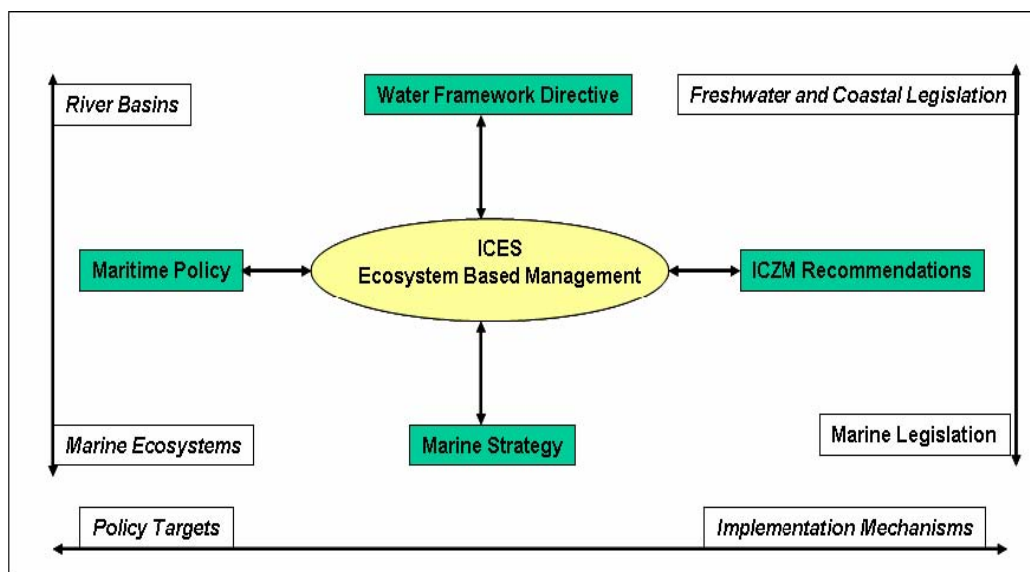 Water Framework Directive
River Basins
Freshwater and Coastal Legislation
ICES
Ecosystem Based Management
Maritime Policy
ICZM Recommendations
Marine Ecosystems
Marine Strategy
Marine Legislation
Policy Targets
Implementation Mechanisms